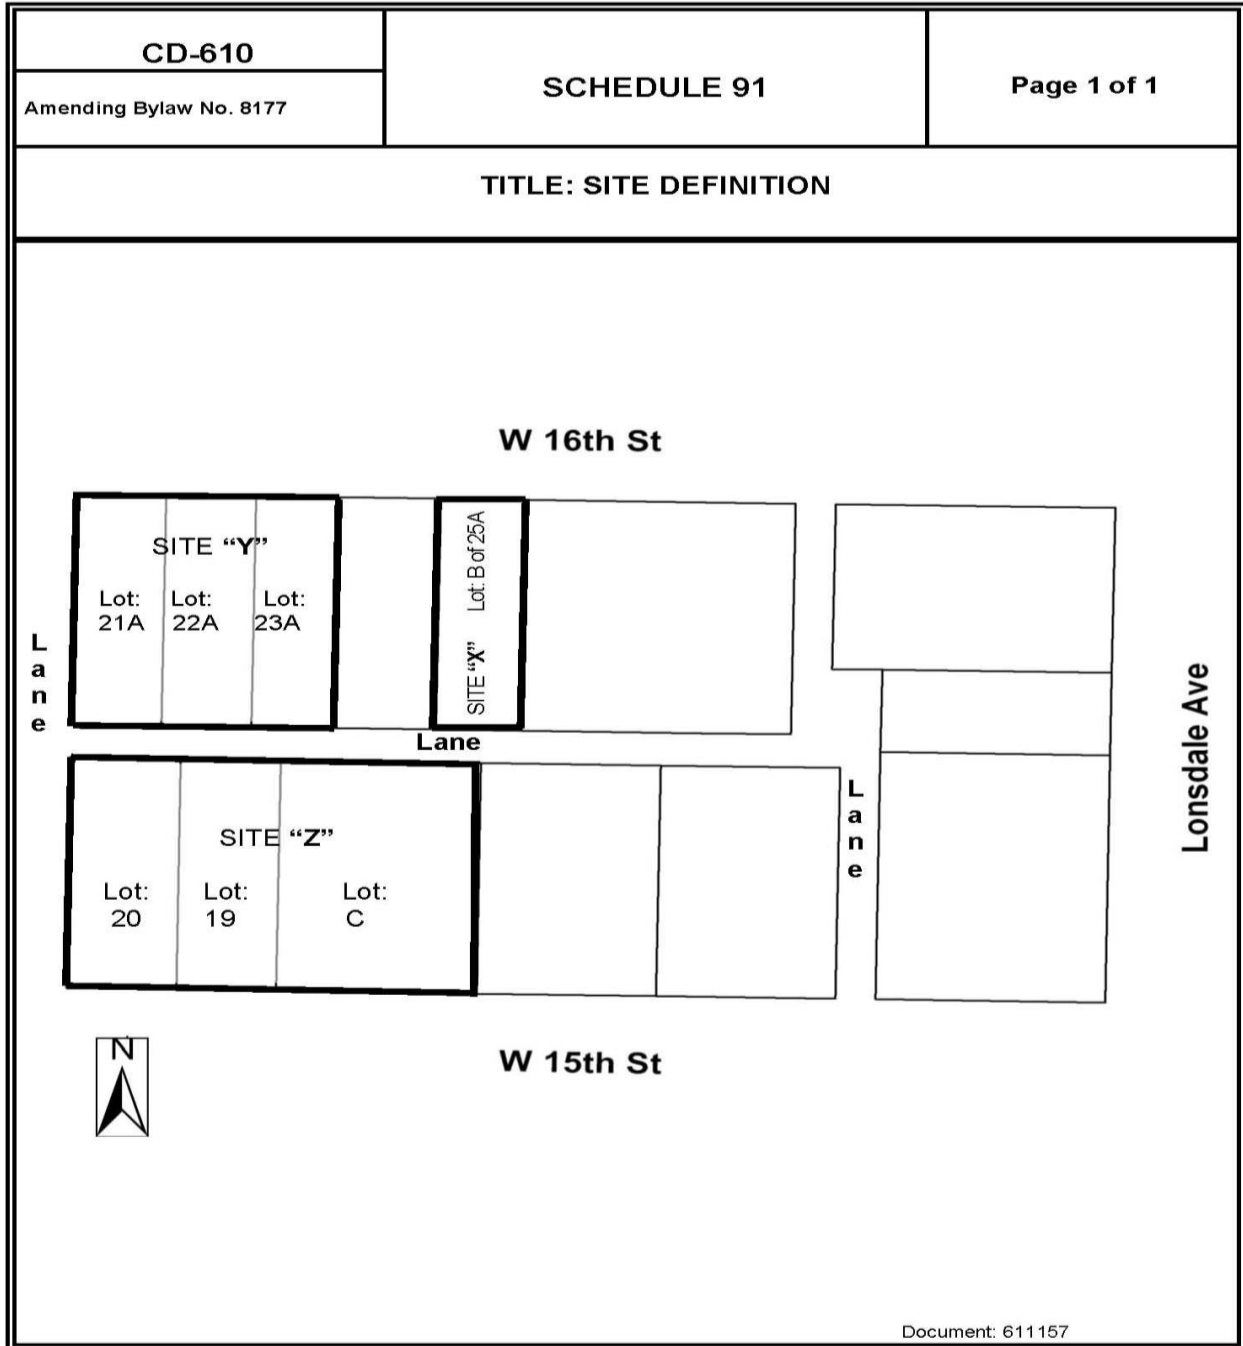 CD-610
Amending Bylaw No. 8177
SCHEDULE 91
Page 1 of 1
TITLE: SITE DEFINITION
W 16th St
SITE “Y”
Lot: 21A
Lot: 22A
Lot: 23A
SITE “X” Lot: B of 25A
Lane
Lane
SITE “Z”
Lot: 20
Lot: 19
Lot: C
Lane
Lonsdale Ave
N
W 15th St
Document: 611157